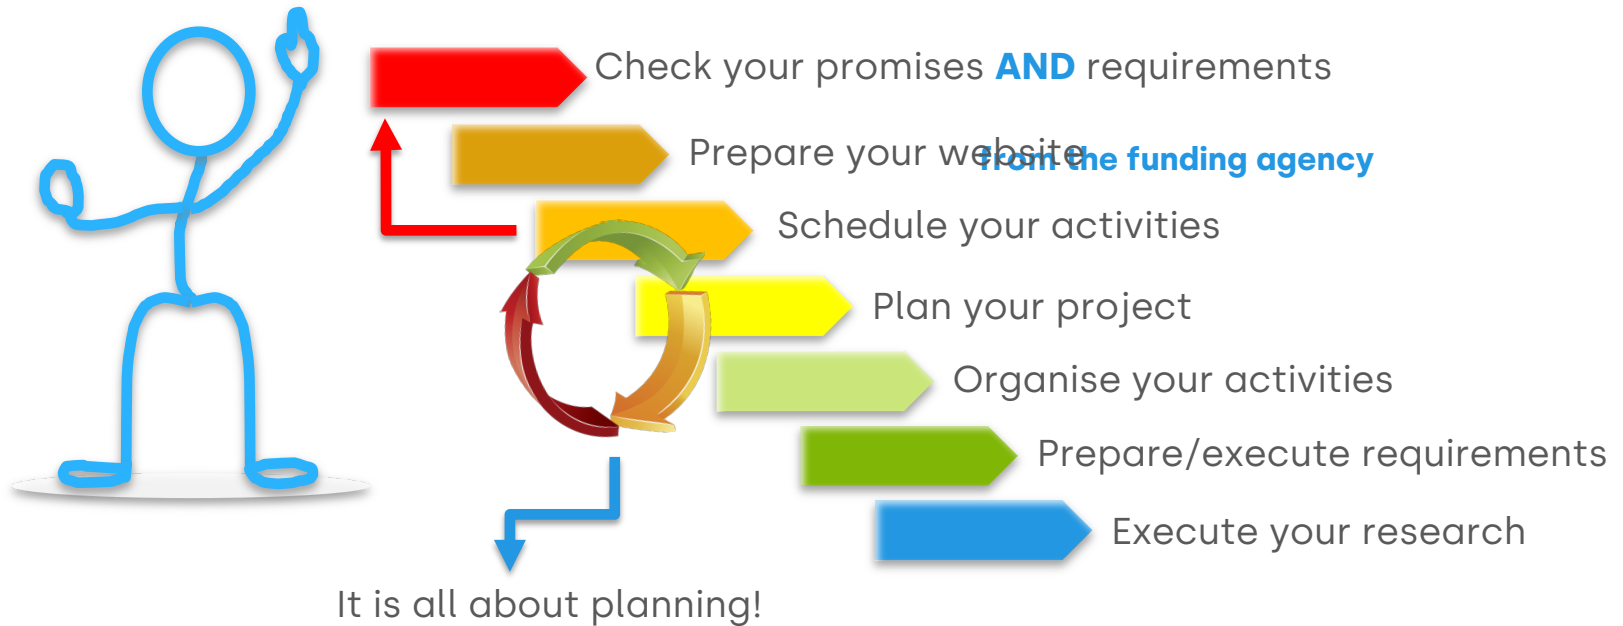 Check your promises AND requirements
Prepare your website
from the funding agency
Schedule your activities
Plan your project
Organise your activities
Prepare/execute requirements
Execute your research
It is all about planning!